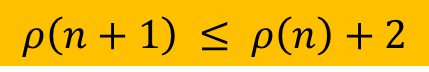 ρ(n + 1) ≤ ρ(n) + 2